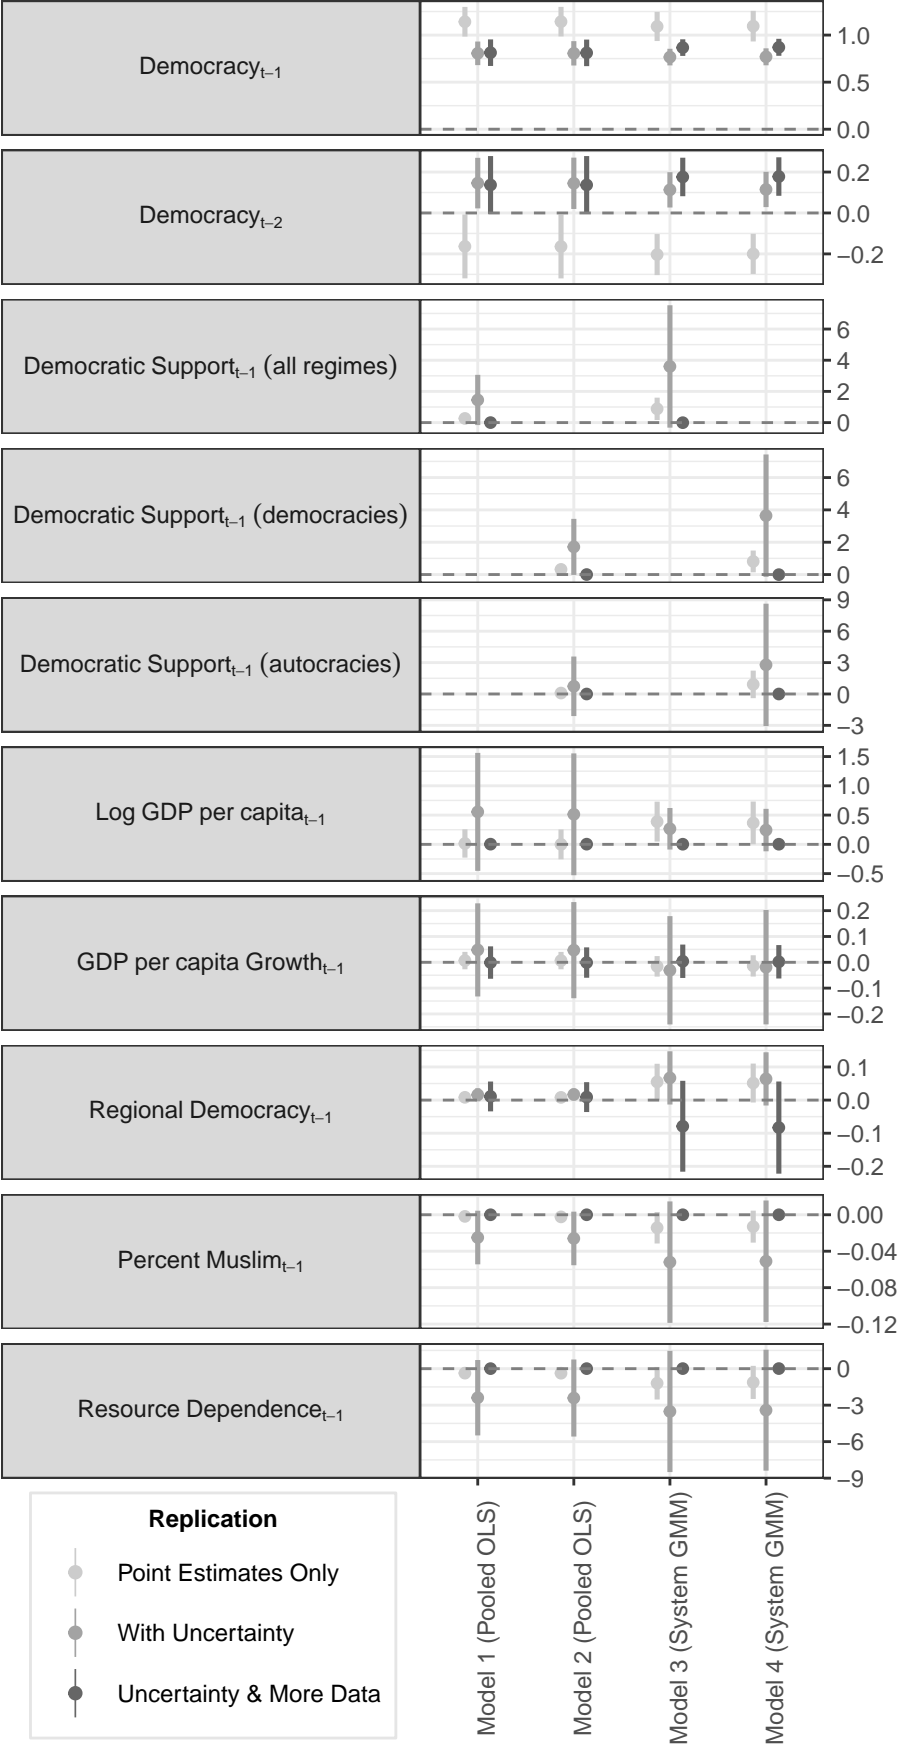 Democracyt−1
1.0
0.5
0.0
Democracyt−2
0.2
0.0
−0.2
Democratic Supportt−1 (all regimes)
6
4
2
0
Democratic Supportt−1 (democracies)
6
4
2
0
Democratic Supportt−1 (autocracies)
9
6
3
0
−3
Log GDP per capitat−1
1.5
1.0
0.5
0.0
−0.5
GDP per capita Growtht−1
0.2
0.1
0.0
−0.1
−0.2
Regional Democracyt−1
0.1
0.0
−0.1
−0.2
Percent Muslimt−1
0.00
−0.04
−0.08
−0.12
Resource Dependencet−1
0
−3
−6
−9
Model 1 (Pooled OLS)
Model 2 (Pooled OLS)
Model 3 (System GMM)
Model 4 (System GMM)
Replication
Point Estimates Only
With Uncertainty
Uncertainty & More Data